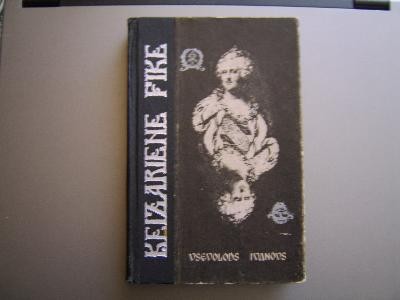 ĶEIZARIENE FIKE
VSEVOLODS IVANOVS